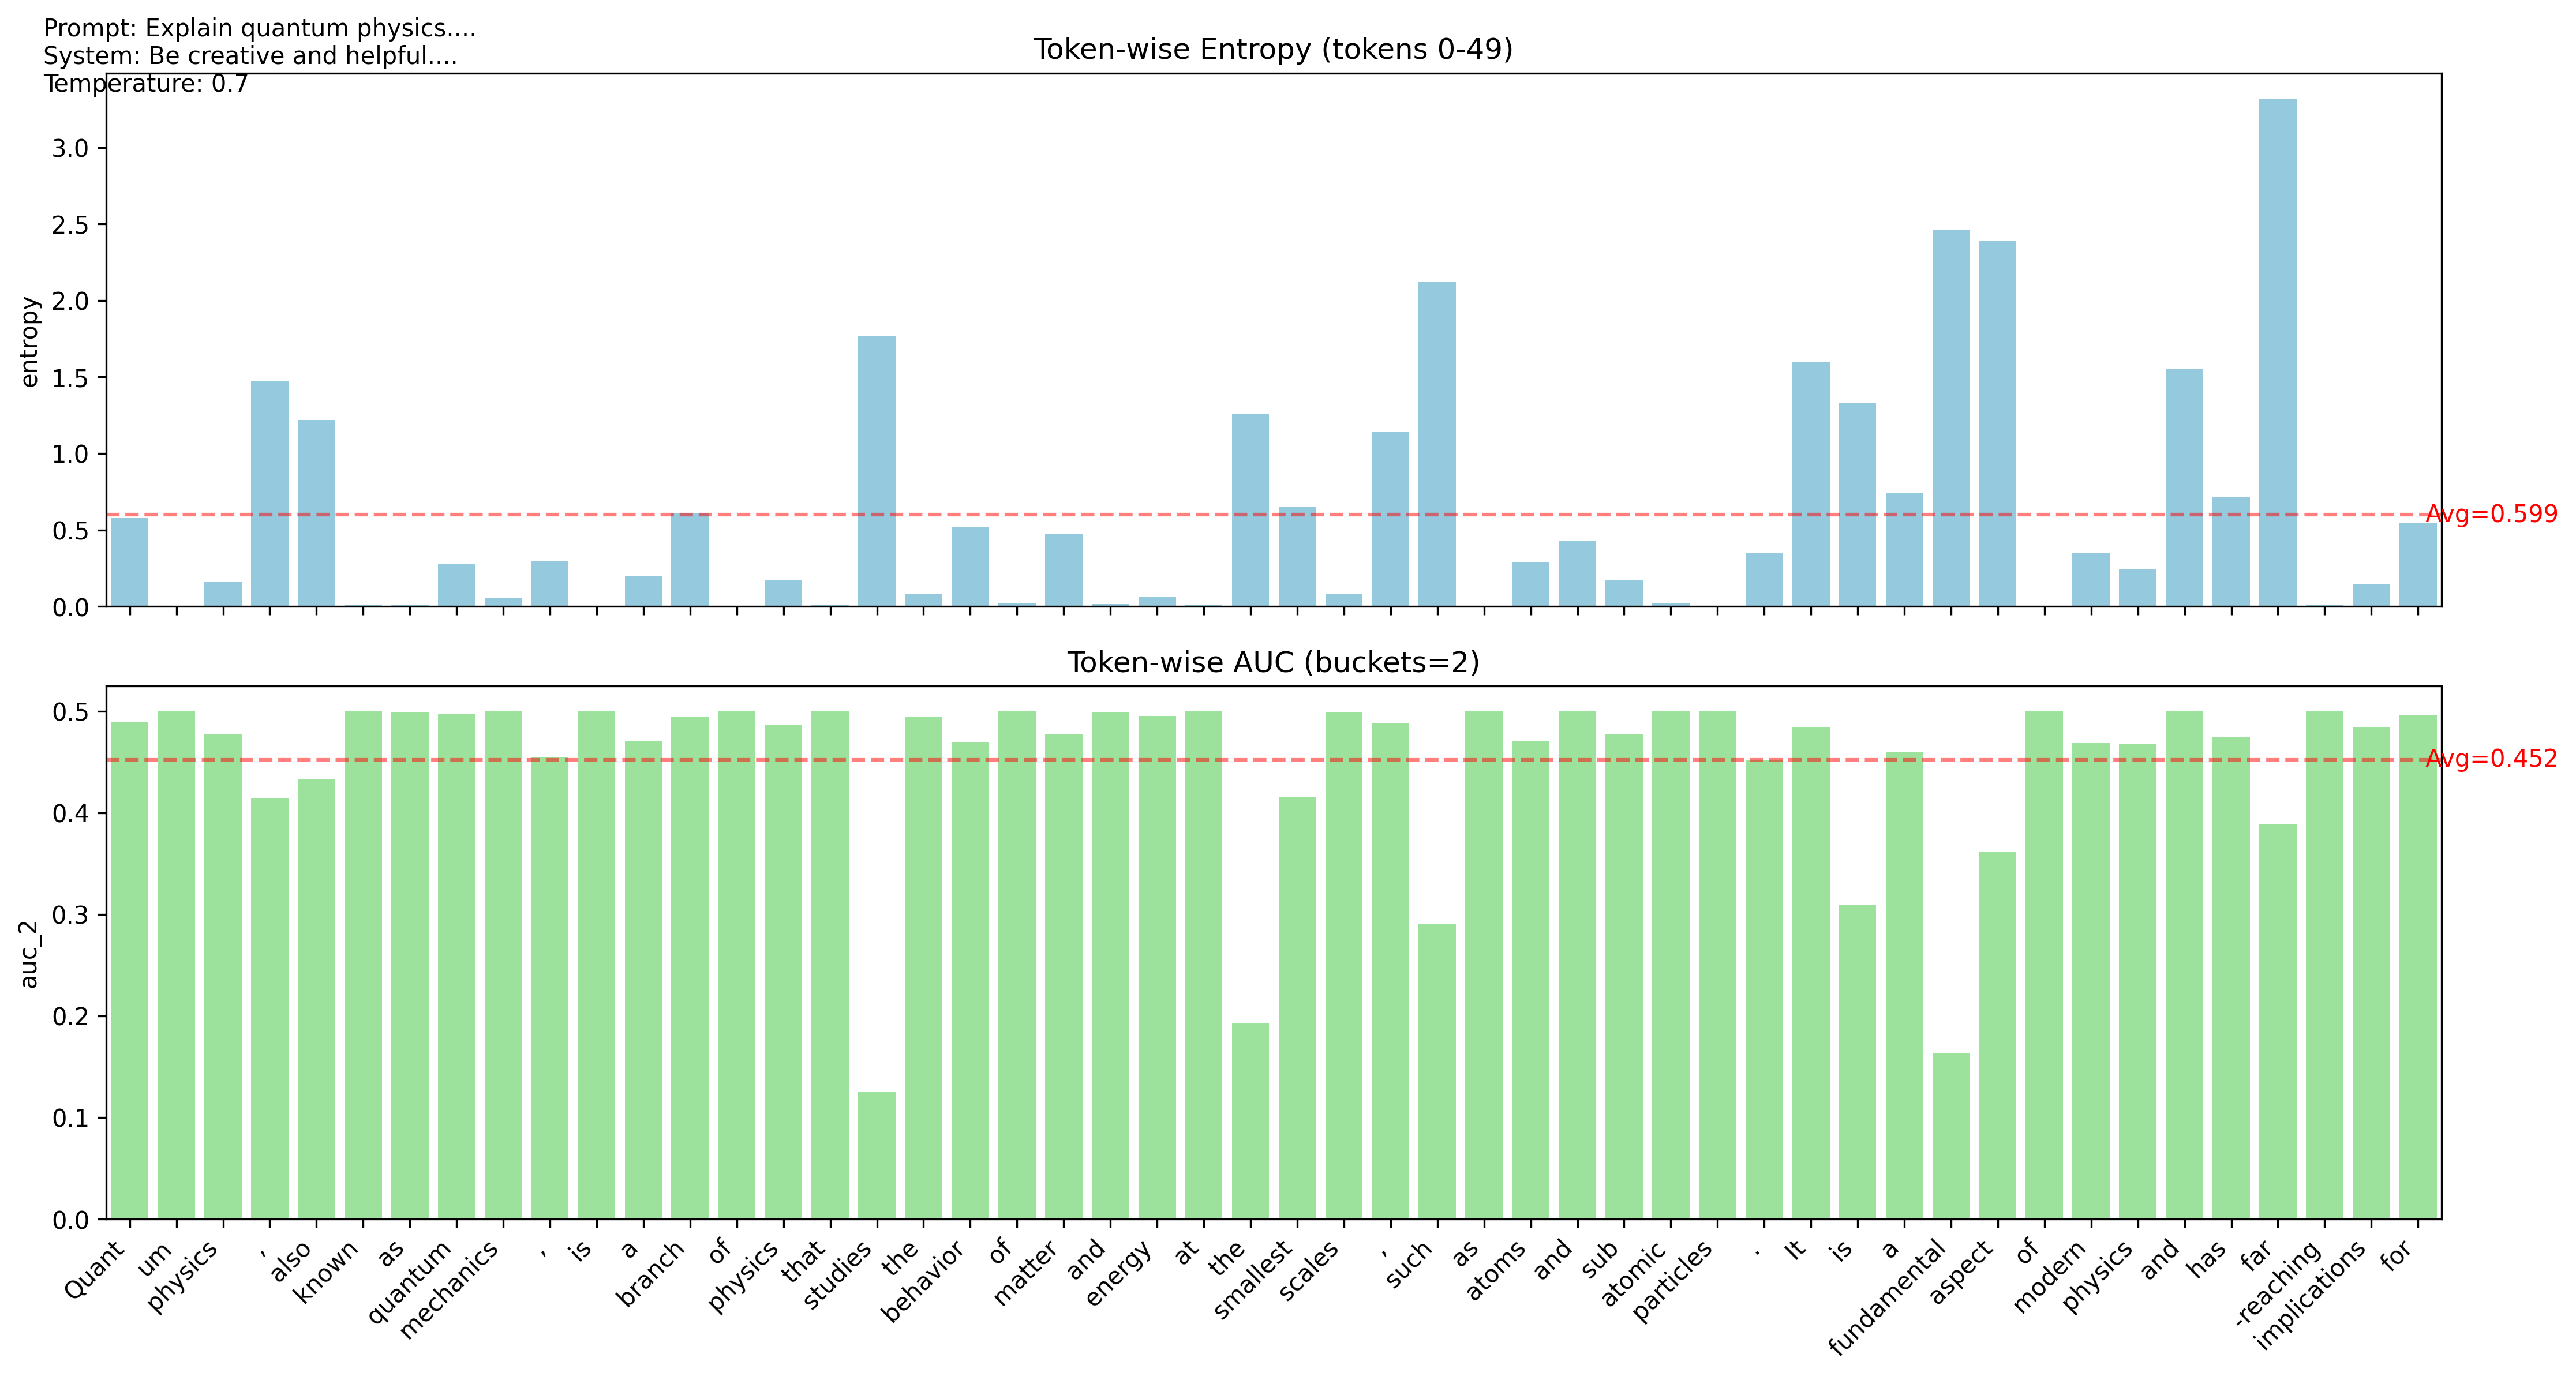 Prompt: Explain quantum physics....
System: Be creative and helpful....
Temperature: 0.7
Token-wise Entropy (tokens 0-49)
entropy
3.0
2.5
2.0
1.5
1.0
0.5
0.0
Avg=0.599
Token-wise AUC (buckets=2)
auc_2
0.5
0.4
0.3
0.2
0.1
0.0
Avg=0.452
Quant
um
physics
,
also
known
as
quantum
mechanics
,
is
a
branch
of
physics
that
studies
the
behavior
of
matter
and
energy
at
the
smallest
scales
,
such
as
atoms
and
sub
atomic
particles
.
It
is
a
fundamental
aspect
of
modern
physics
and
has
far
-reaching
implications
for